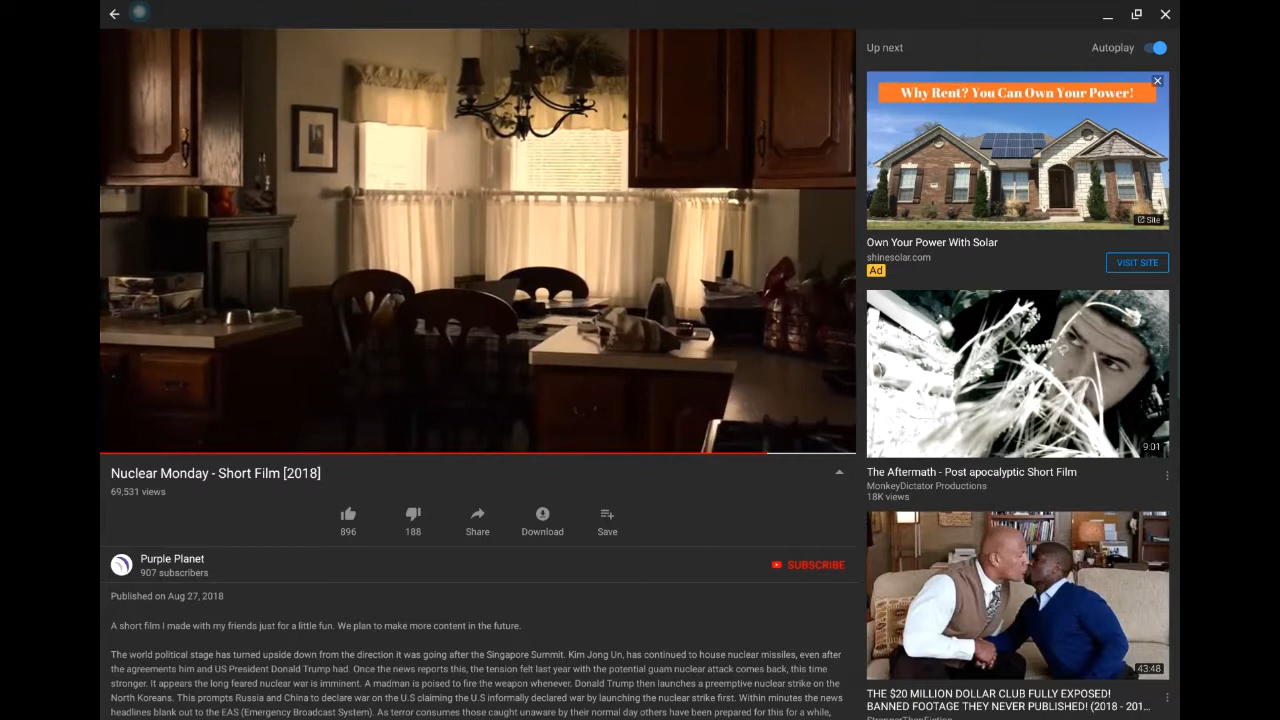 Up next
Autoplay
Why Rent? You Can Own Your Power!
Site
Own Your Power With Solar
shinesolar.com
Ad
VISIT SITE
9:01
The Aftermath - Post apocalyptic Short Film
MonkeyDictator Productions
18K views
43:48
THE $20 MILLION DOLLAR CLUB FULLY EXPOSED!
BANNED FOOTAGE THEY NEVER PUBLISHED! (2018 - 201...
StrongerThanFiction
Nuclear Monday - Short Film [2018]
69,531 views
896
188
Share
Download
Save
Purple Planet
907 subscribers
SUBSCRIBE
Published on Aug 27, 2018
A short film I made with my friends just for a little fun. We plan to make more content in the future.
The world political stage has turned upside down from the direction it was going after the Singapore Summit. Kim Jong Un, has continued to house nuclear missiles, even after
the agreements him and US President Donald Trump had. Once the news reports this, the tension felt last year with the potential guam nuclear attack comes back, this time
stronger. It appears the long feared nuclear war is imminent. A madman is poised to fire the weapon whenever. Donald Trump then launches a preemptive nuclear strike on the
North Koreans. This prompts Russia and China to declare war on the U.S claiming the U.S informally declared war by launching the nuclear strike first. Within minutes the news
headlines blank out to the EAS (Emergency Broadcast System). As terror consumes those caught unaware by their normal day others have been prepared for this for a while,